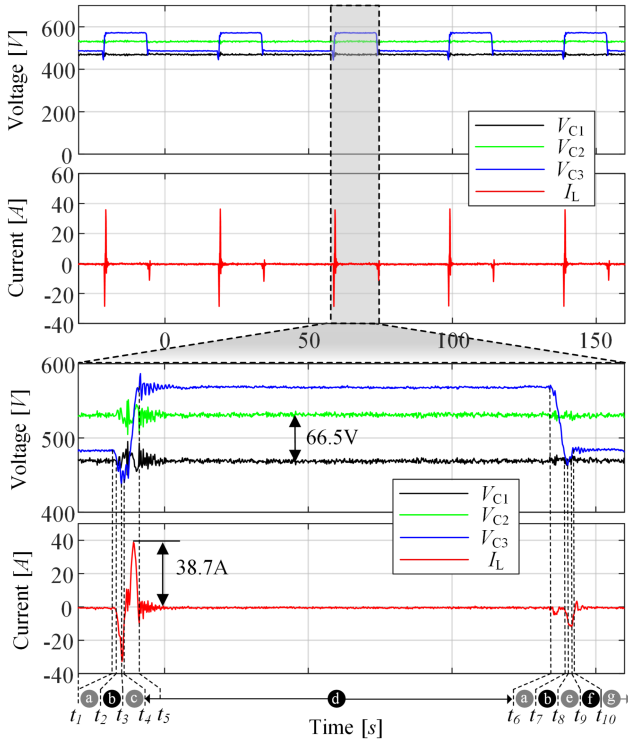 600
400
200
0
Voltage [V]
V_C1
V_C2
V_C3
I_L
60
40
20
0
-20
-40
Current [A]
0
50
100
150
600
500
400
Voltage [V]
66.5V
V_C1
V_C2
V_C3
I_L
40
20
0
-20
-40
Current [A]
38.7A
a b c d a b e f g
t1 t2 t3 t4 t5 t6 t7 t8 t9 t10
Time [s]